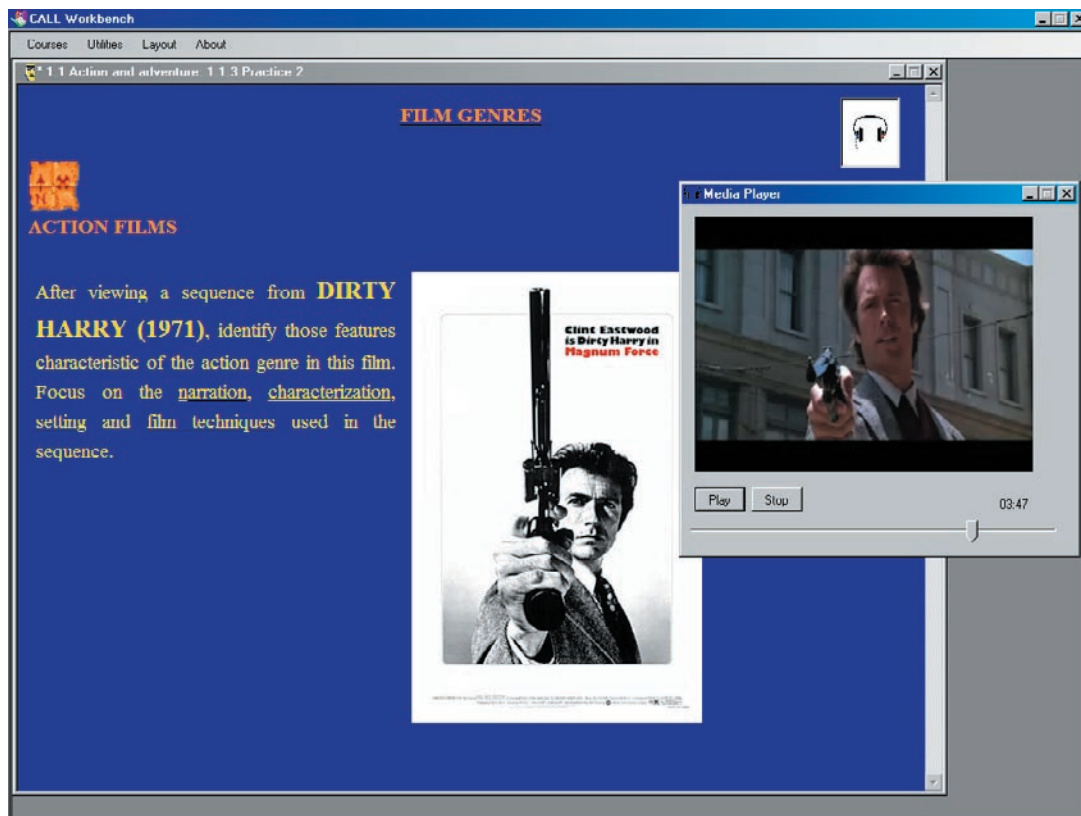 CALL Workbench
Courses Utilities Layout About
1 1 Action and adventure: 1 1.3 Practice 2
FILM GENRES
N
ACTION FILMS
After viewing a sequence from DIRTY
HARRY (1971), identify those features
characteristic of the action genre in this film.
Focus on the narration, characterization,
setting and film techniques used in the
sequence.
Clint Eastwood
is Dirty Harry in
Magnum Force
Media Player
Play Stop
03:47